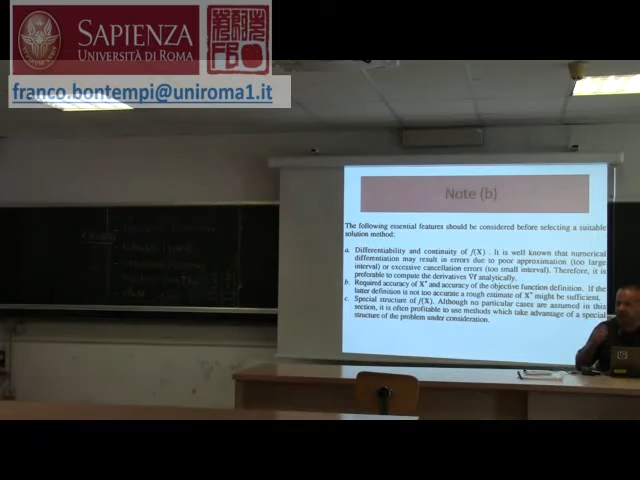 SAPIENZA
UNIVERSITÀ DI ROMA
franco.bontempi@uniroma1.it
Note (b)
The following essential features should be considered before selecting a suitable
solution method:
a. Differentiability and continuity of f(X) . It is well known that numerical
differentiation may result in errors due to poor approximation (too large
interval) or excessive cancellation errors (too small interval). Therefore, it is
preferable to compute the derivatives ∇f analytically.
b. Required accuracy of X* and accuracy of the objective function definition. If the
latter definition is not too accurate a rough estimate of X* might be sufficient.
c. Special structure of f(X). Although no particular cases are assumed in this
section, it is often profitable to use methods which take advantage of a special
structure of the problem under consideration.